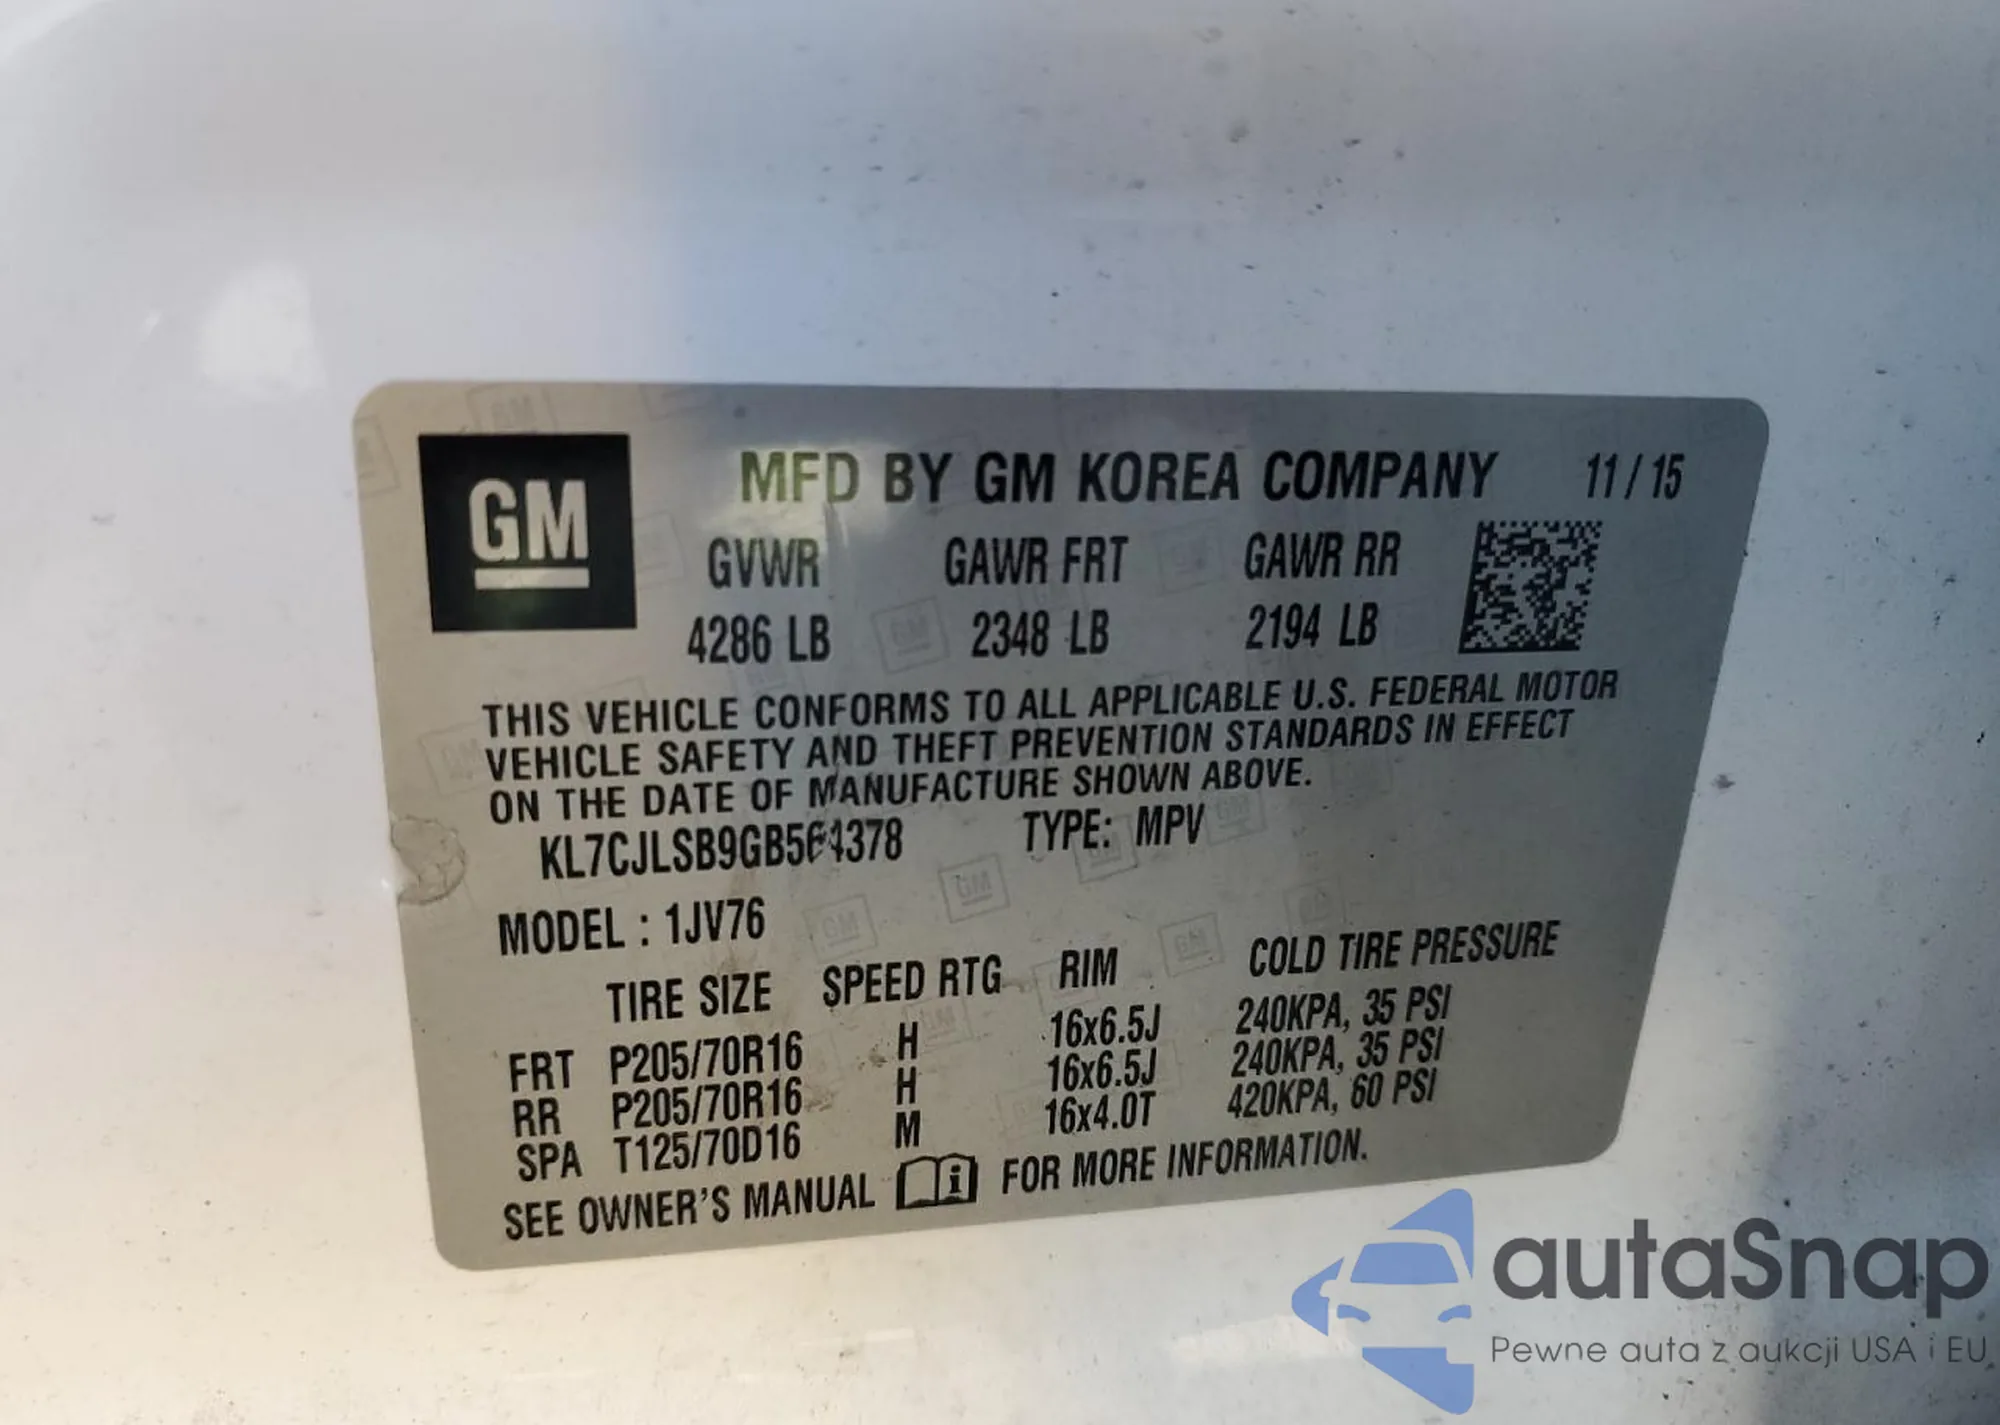 GM
MFD BY GM KOREA COMPANY 11 / 15
GVWR GAWR FRT GAWR RR
4286 LB 2348 LB 2194 LB
THIS VEHICLE CONFORMS TO ALL APPLICABLE U.S. FEDERAL MOTOR
VEHICLE SAFETY AND THEFT PREVENTION STANDARDS IN EFFECT
ON THE DATE OF MANUFACTURE SHOWN ABOVE.
KL7CJLSB9GB564378 TYPE: MPV
MODEL : 1JV76
TIRE SIZE SPEED RTG RIM COLD TIRE PRESSURE
FRT P205/70R16 H 16x6.5J 240KPA, 35 PSI
RR P205/70R16 H 16x6.5J 240KPA, 35 PSI
SPA T125/70D16 M 16x4.0T 420KPA, 60 PSI
SEE OWNER'S MANUAL FOR MORE INFORMATION.
autaSnap
Pewne auta z aukcji USA i EU